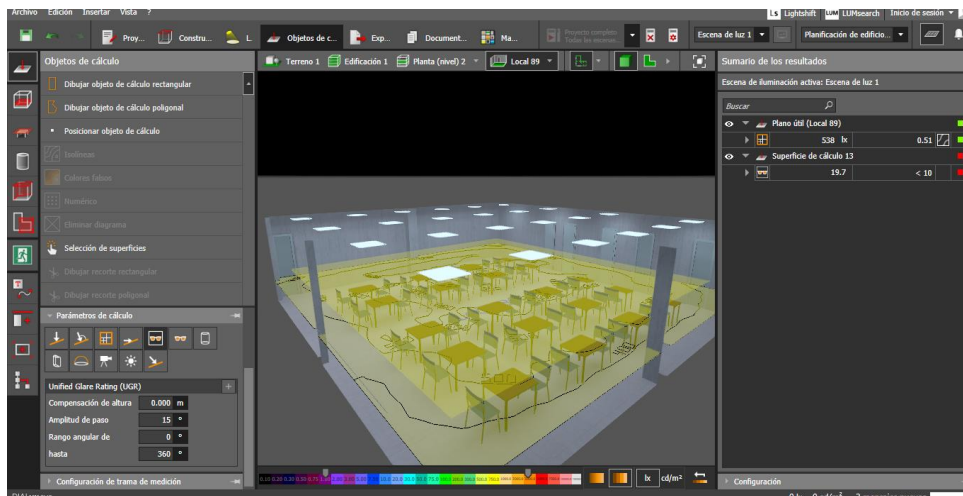 Archivo Edición Insertar Vista ?
Ls Lightshift LUM LUMsearch Inicio de sesión
Proy... Constru... L Objetos de c... Exp... Document... Ma... Proyecto completo Escena de luz 1 Planificación de edificio...
Objetos de cálculo
Dibujar objeto de cálculo rectangular
Dibujar objeto de cálculo poligonal
Posicionar objeto de cálculo
Isolíneas
Colores falsos
Numérico
Eliminar diagrama
Selección de superficies
Dibujar recorte rectangular
Dibujar recorte poligonal
Parámetros de cálculo
Unified Glare Rating (UGR)
Compensación de altura 0.000 m
Amplitud de paso 15 °
Rango angular de 0 °
hasta 360 °
Configuración de trama de medición
Terreno 1 Edificación 1 Planta (nivel) 2 Local 89
lx cd/m²
Sumario de los resultados
Escena de iluminación activa: Escena de luz 1
Buscar
Plano útil (Local 89)
538 lx 0.51
Superficie de cálculo 13
19.7 < 10
Configuración